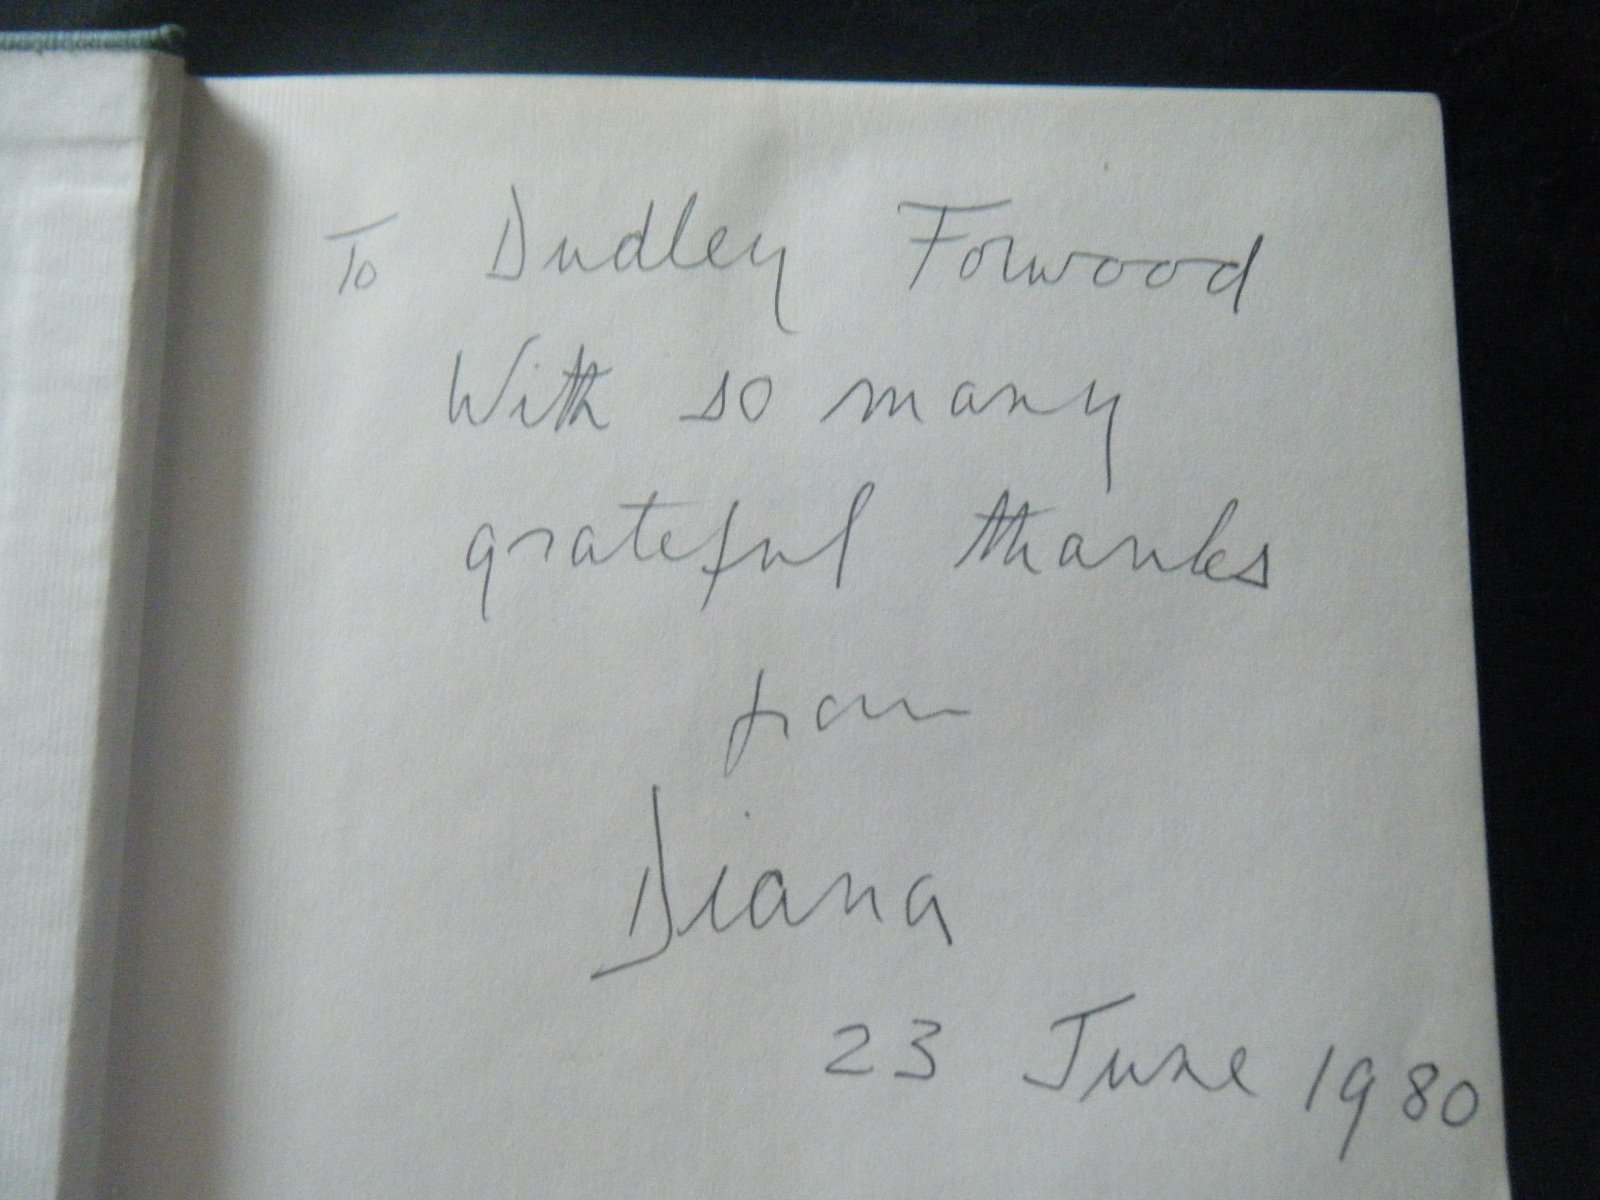 To Dudley Forwood
With so many
grateful thanks
from
Diana
23 June 1980